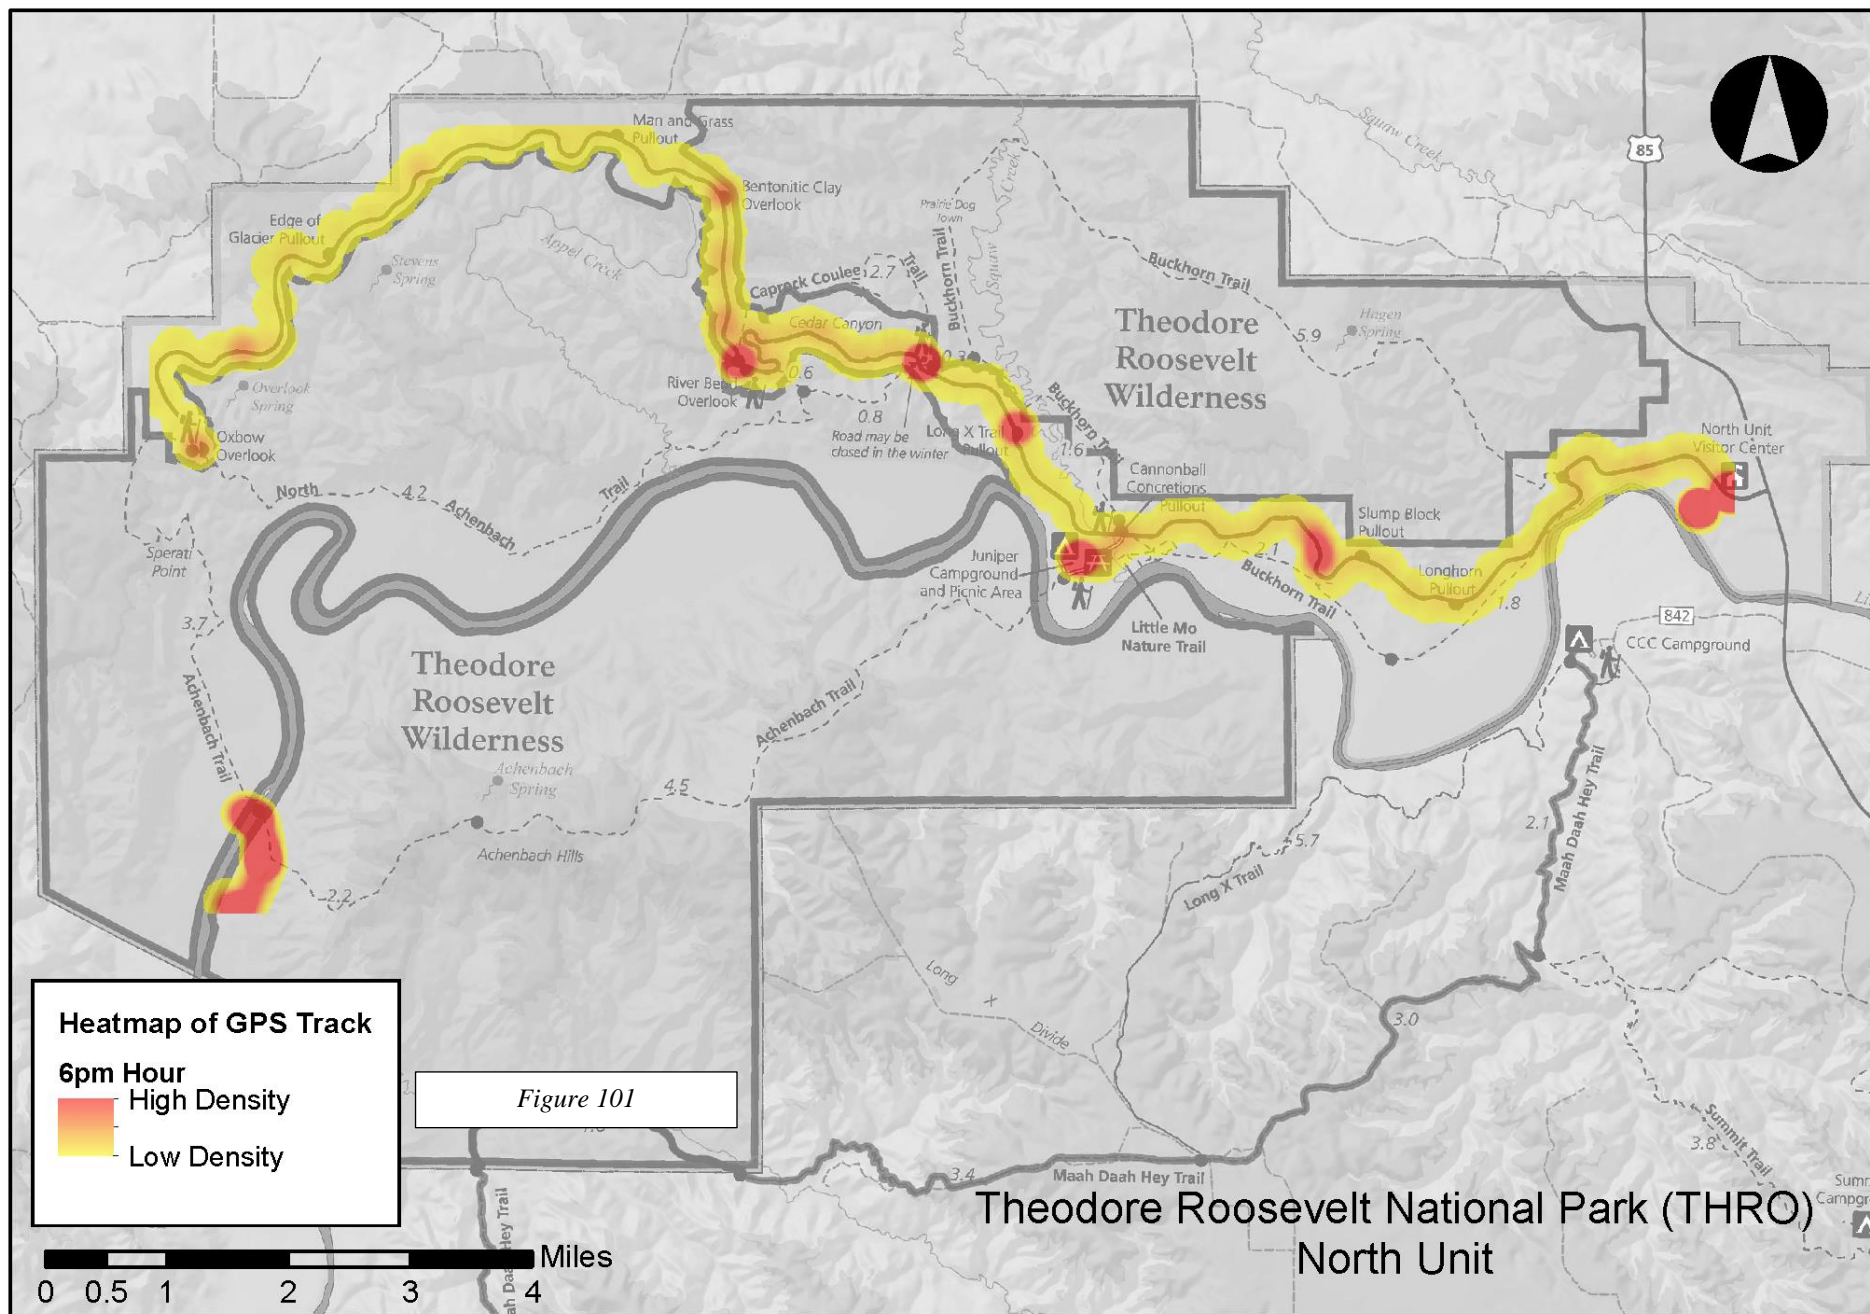 Man and Grass
Pullout
85
Squaw Creek
Bentonitic Clay
Overlook
Prairie Dog
Town
Squaw Creek
Edge of
Glacier Pullout
Appel Creek
Stevens
Spring
Caprock Coulee
2.7
Trail
Buckhorn Trail
Buckhorn Trail
Cedar Canyon
Theodore
Roosevelt
Wilderness
5.9
Hagen
Spring
Overlook
Spring
River Bend
Overlook
0.6
0.8
Road may be
closed in the winter
Long X Trail
Pullout
Buckhorn Trail
1.6
Oxbow
Overlook
North Unit
Visitor Center
Cannonball
Concretions
Pullout
Slump Block
Pullout
North
4.2
Achenbach
Trail
Sperati
Point
Juniper
Campground
and Picnic Area
2.1
Buckhorn Trail
Longhorn
Pullout
1.8
Little Mo
Nature Trail
842
CCC Campground
3.7
Achenbach Trail
Theodore
Roosevelt
Wilderness
Achenbach Trail
Achenbach
Spring
4.5
Achenbach Hills
2.2
5.7
Long X Trail
2.1
Maah Daah Hey Trail
Long
X
Divide
3.0
Heatmap of GPS Track
6pm Hour
High Density
Low Density
Figure 101
Summit Trail
3.8
3.4
Maah Daah Hey Trail
Theodore Roosevelt National Park (THRO)
North Unit
Hey Trail
Miles
0 0.5 1 2 3 4